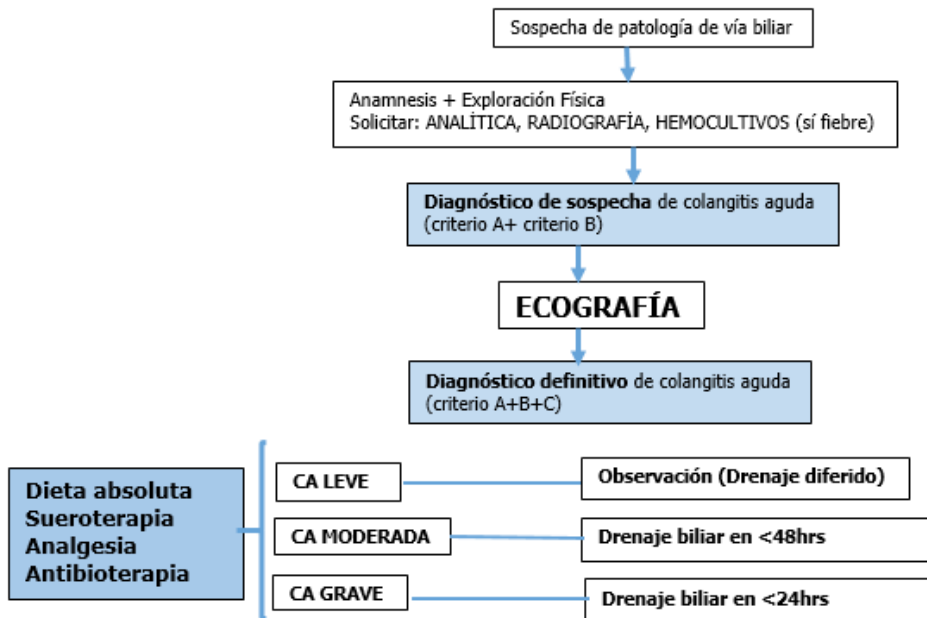 Sospecha de patología de vía biliar
Anamnesis + Exploración Física
Solicitar: ANALÍTICA, RADIOGRAFÍA, HEMOCULTIVOS (sí fiebre)
Diagnóstico de sospecha de colangitis aguda
(criterio A+ criterio B)
ECOGRAFÍA
Diagnóstico definitivo de colangitis aguda
(criterio A+B+C)
Dieta absoluta
Sueroterapia
Analgesia
Antibioterapia
CA LEVE
Observación (Drenaje diferido)
CA MODERADA
Drenaje biliar en <48hrs
CA GRAVE
Drenaje biliar en <24hrs